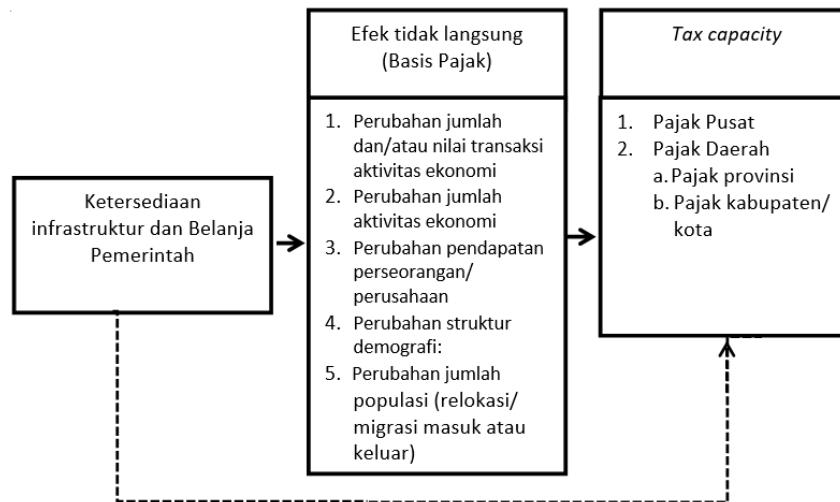 Ketersediaan
infrastruktur dan Belanja
Pemerintah
Efek tidak langsung
(Basis Pajak)
1. Perubahan jumlah
dan/atau nilai transaksi
aktivitas ekonomi
2. Perubahan jumlah
aktivitas ekonomi
3. Perubahan pendapatan
perseorangan/
perusahaan
4. Perubahan struktur
demografi:
5. Perubahan jumlah
populasi (relokasi/
migrasi masuk atau
keluar)
Tax capacity
1. Pajak Pusat
2. Pajak Daerah
a. Pajak provinsi
b. Pajak kabupaten/
kota